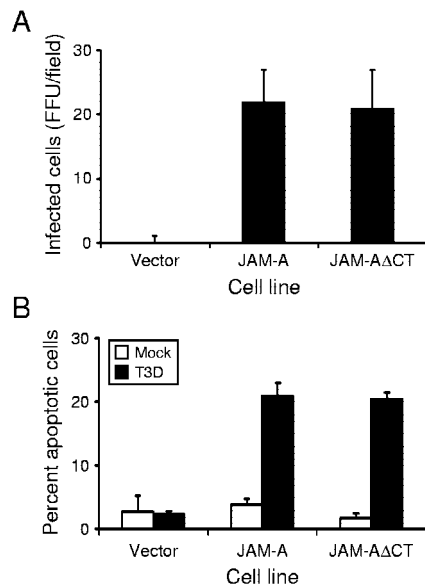 A
Infected cells (FFU/field)
30
20
10
0
Vector
JAM-A
JAM-AΔCT
Cell line
B
Percent apoptotic cells
30
20
10
0
Mock
T3D
Vector
JAM-A
JAM-AΔCT
Cell line